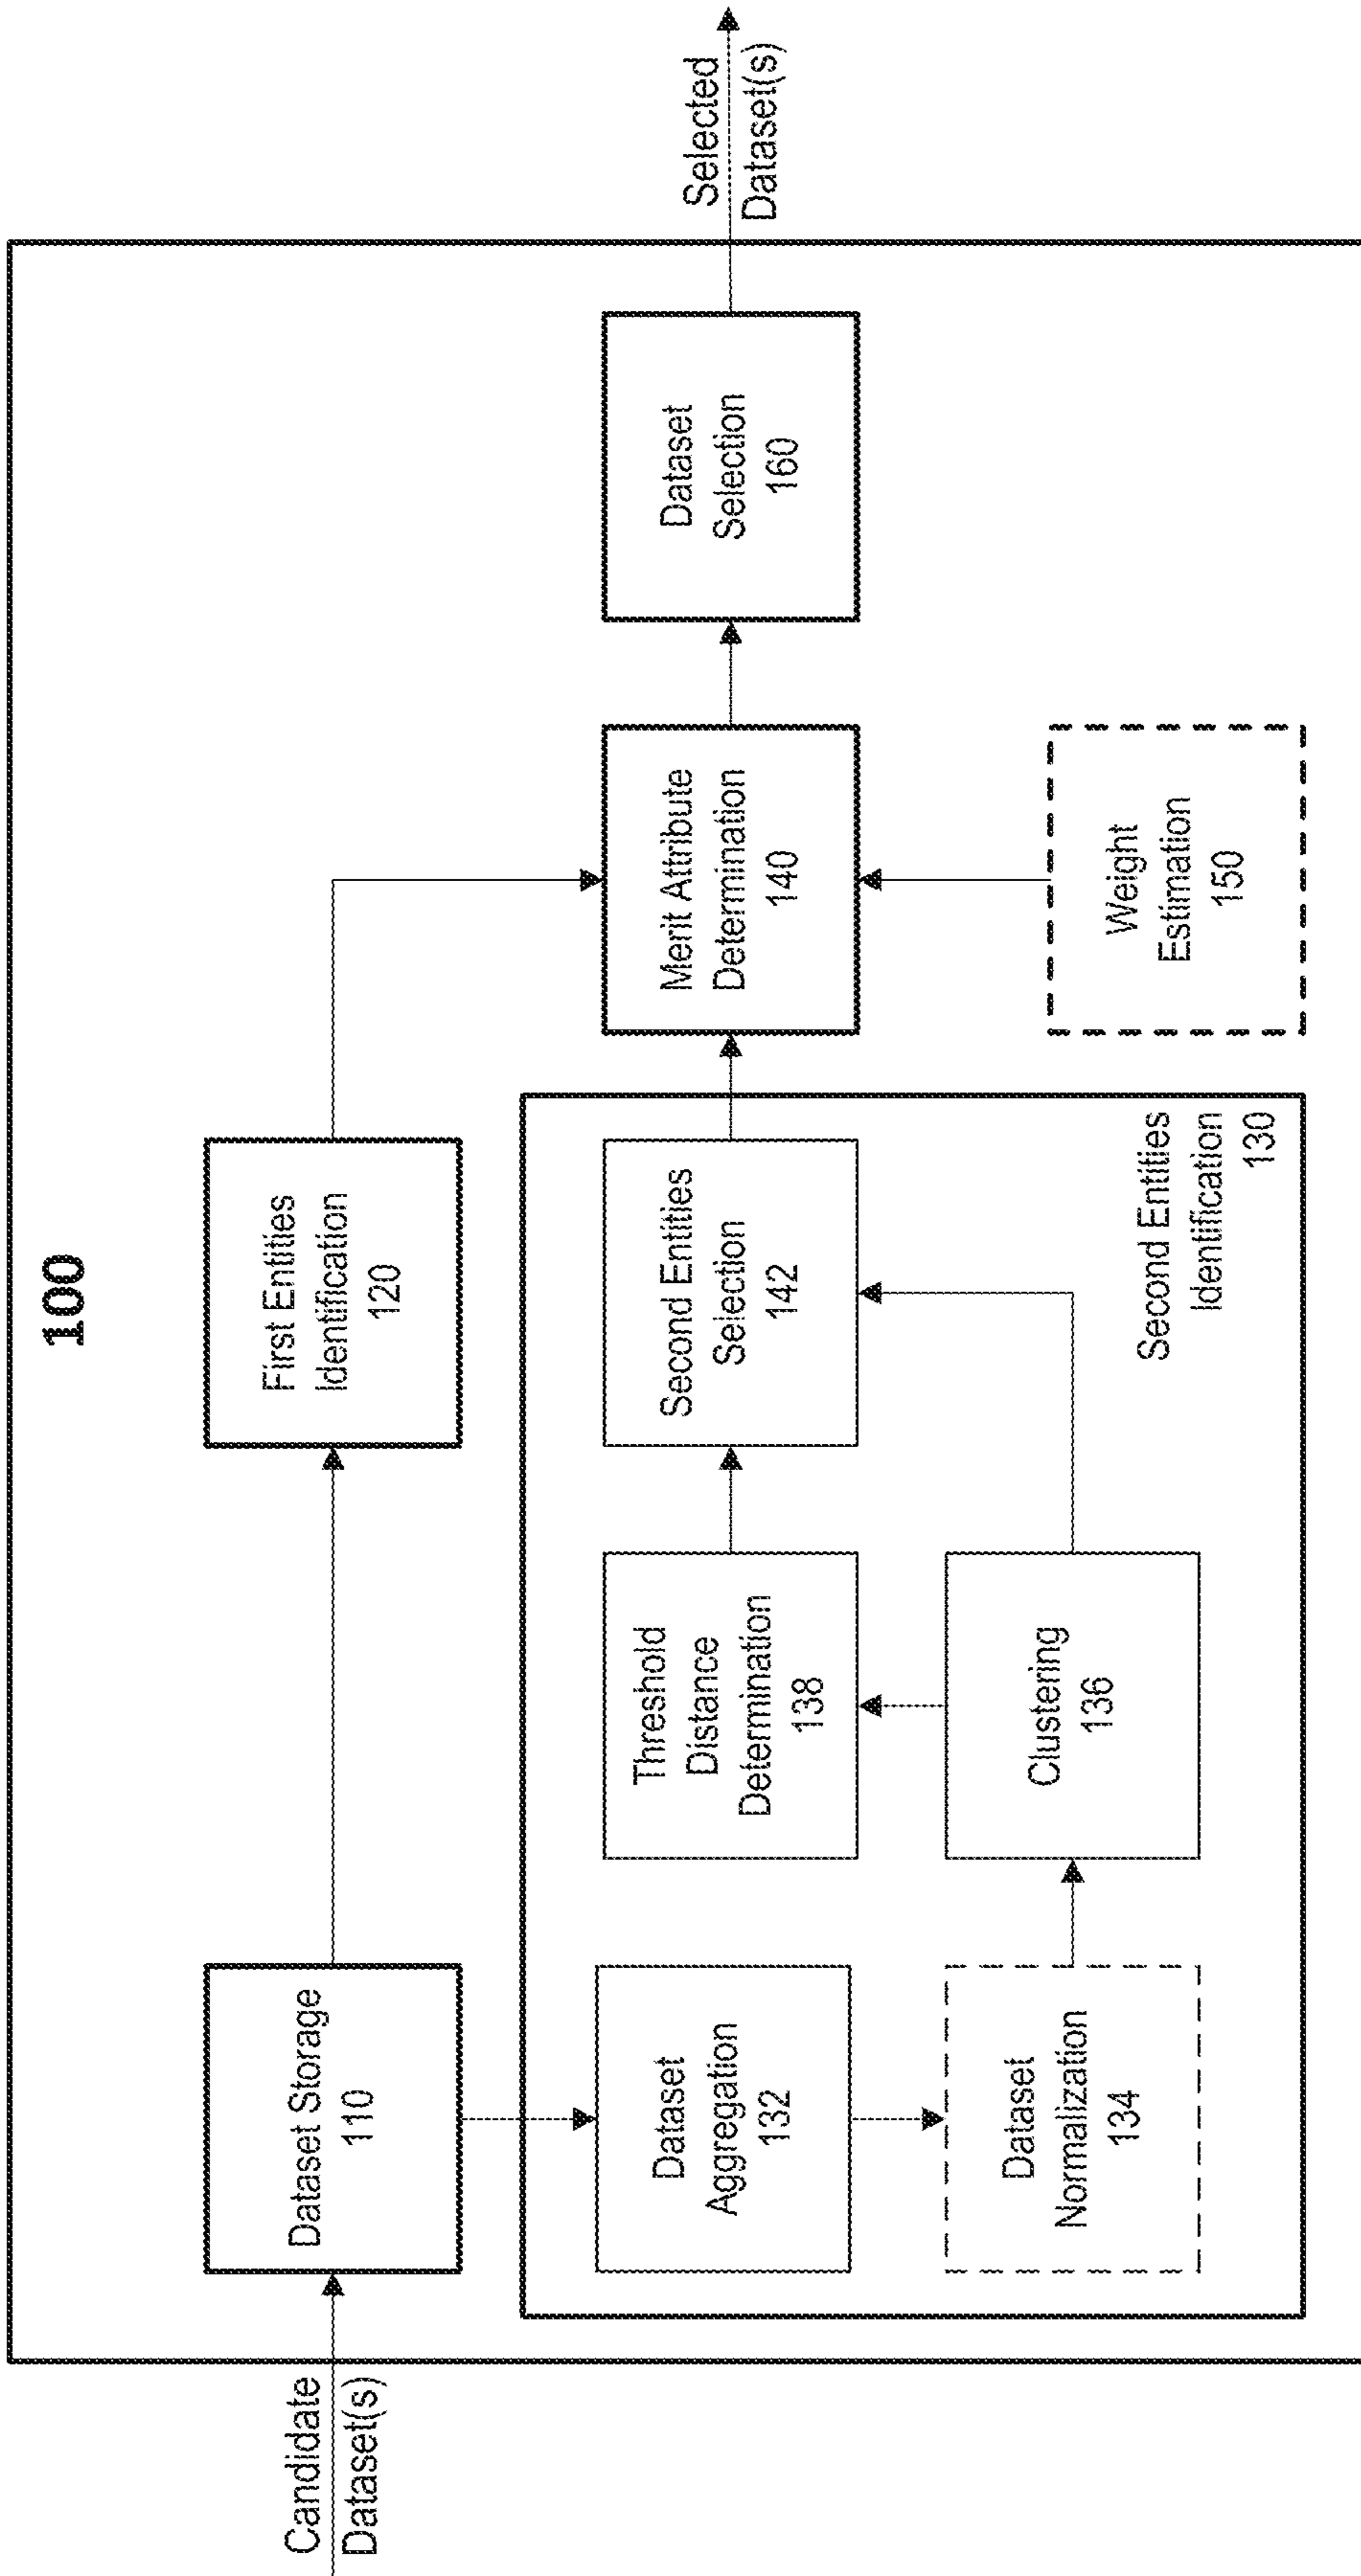 100
Candidate
Dataset(s)
Dataset Storage
110
First Entities
Identification
120
Dataset
Aggregation
132
Dataset
Normalization
134
Threshold
Distance
Determination
138
Clustering
136
Second Entities
Selection
142
Second Entities
Identification
130
Merit Attribute
Determination
140
Weight
Estimation
150
Dataset
Selection
160
Selected
Dataset(s)